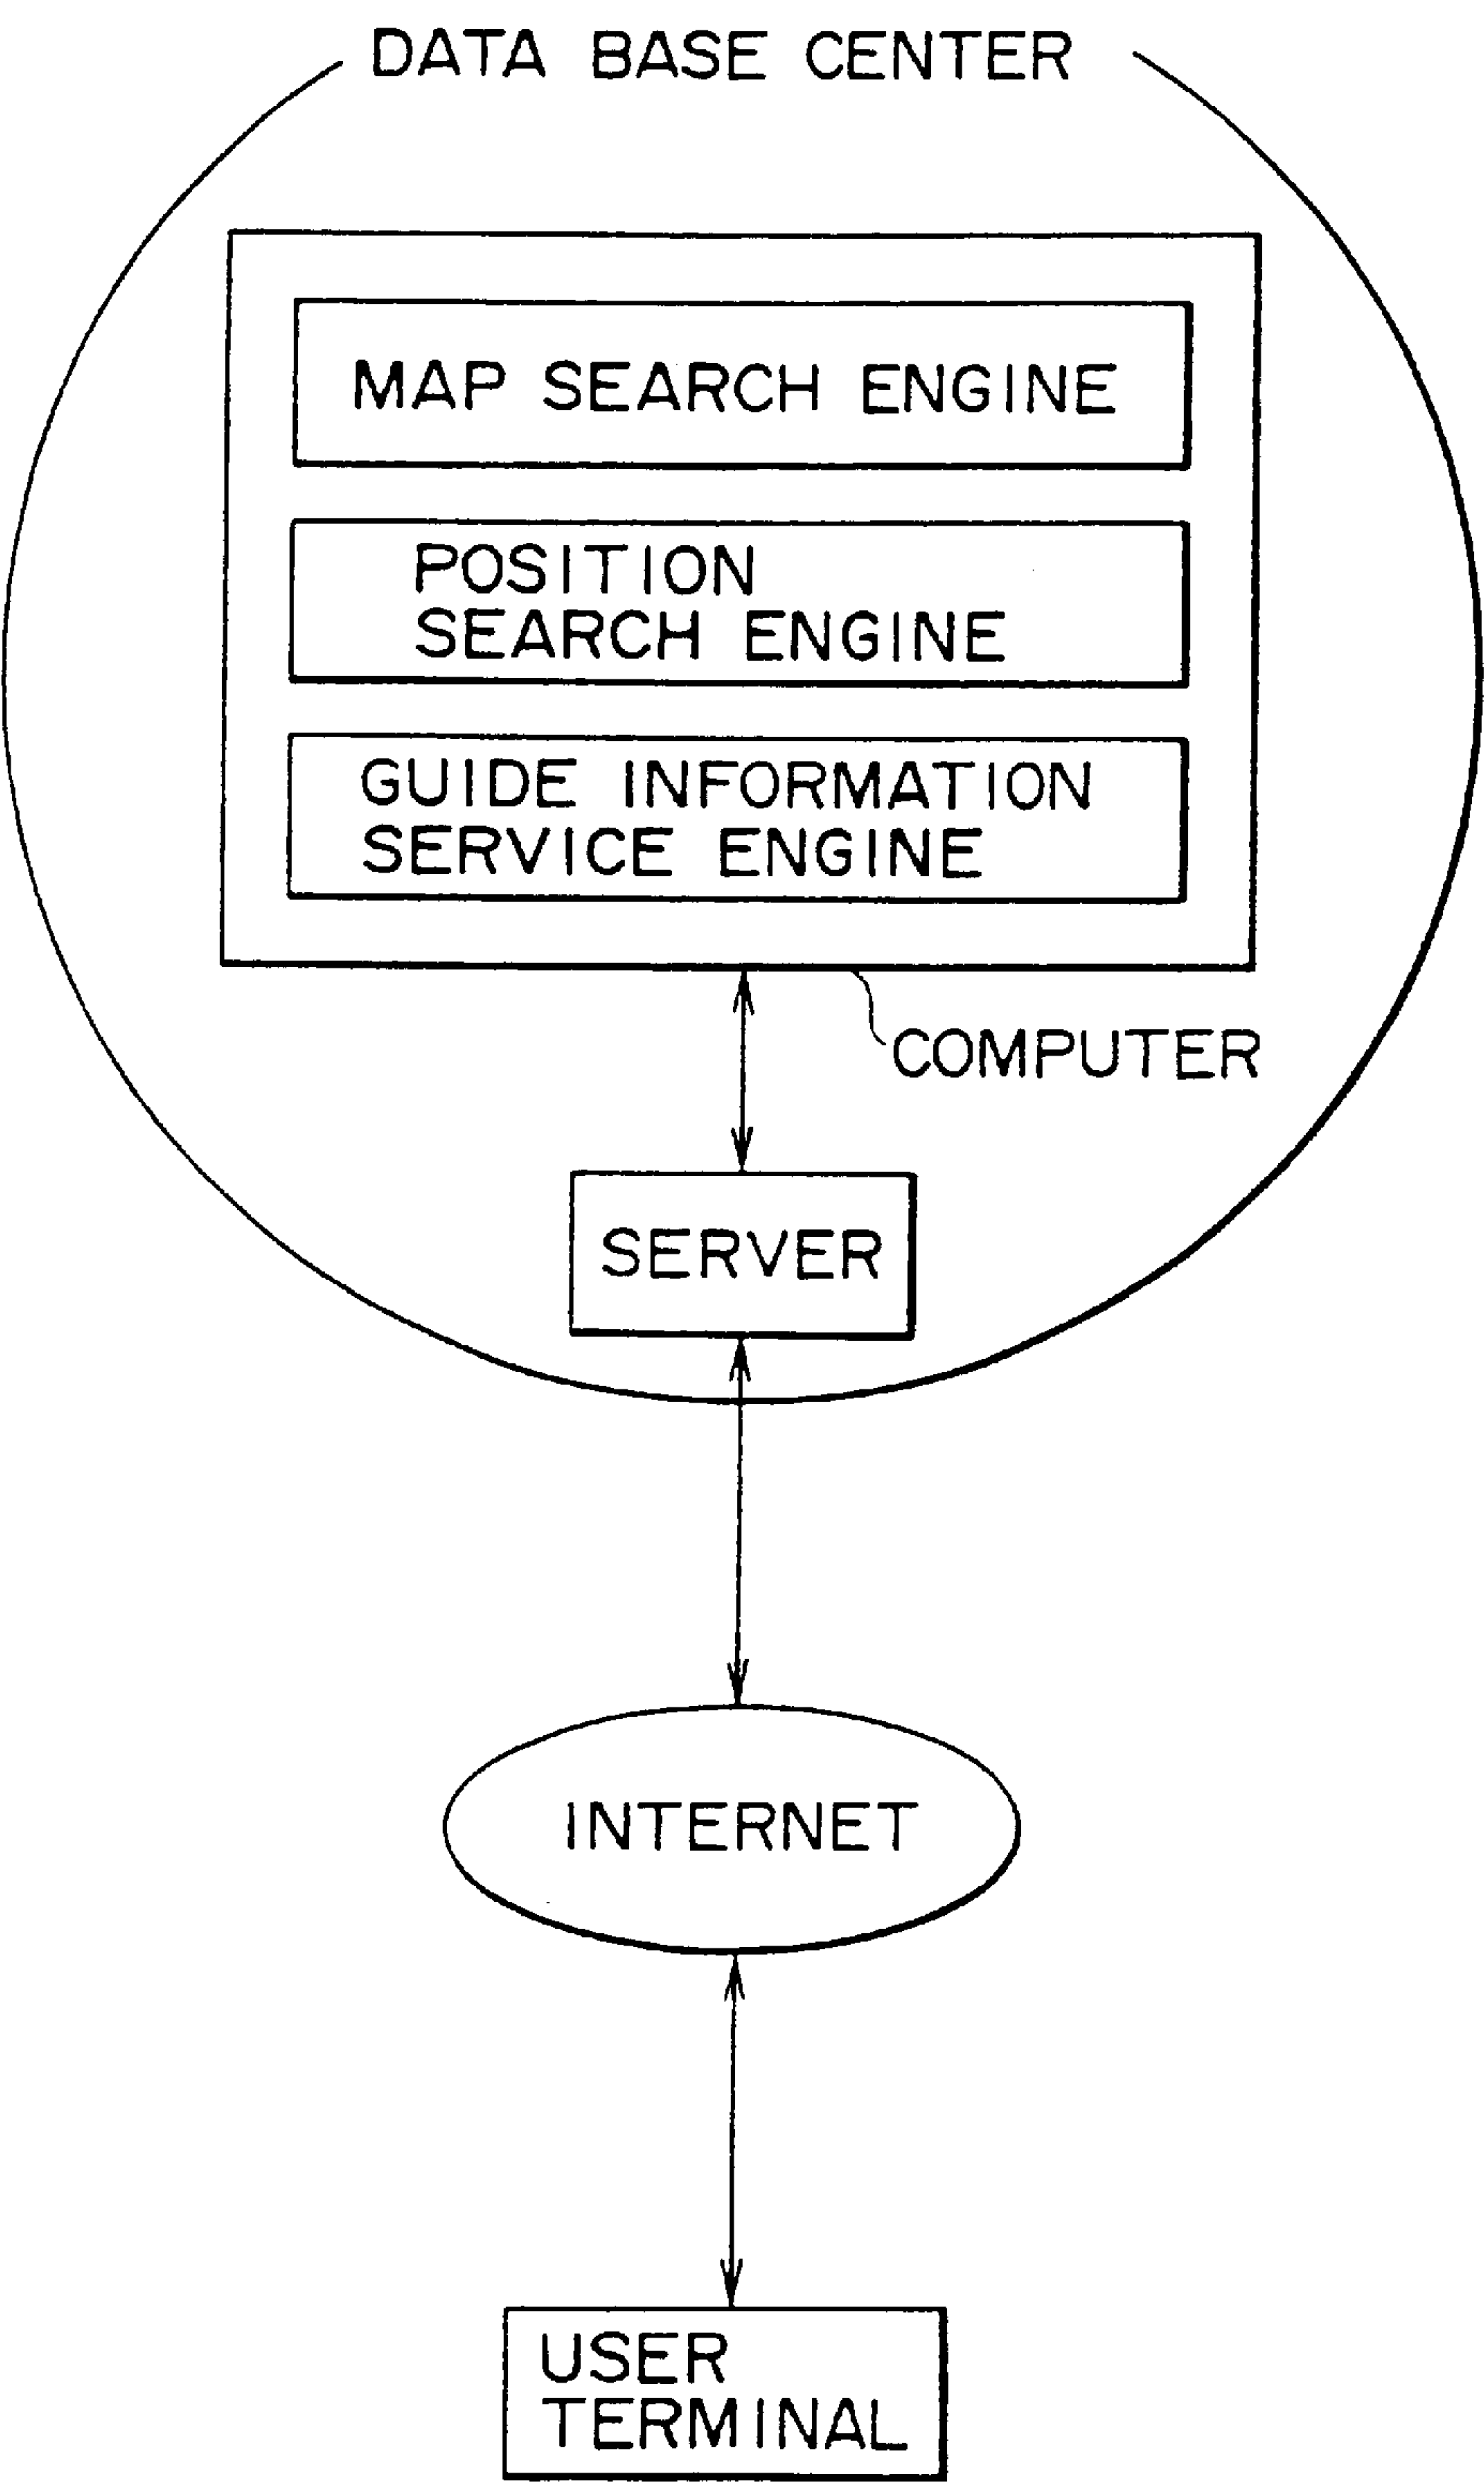 DATA BASE CENTER
MAP SEARCH ENGINE
POSITION
SEARCH ENGINE
GUIDE INFORMATION
SERVICE ENGINE
COMPUTER
SERVER
INTERNET
USER
TERMINAL